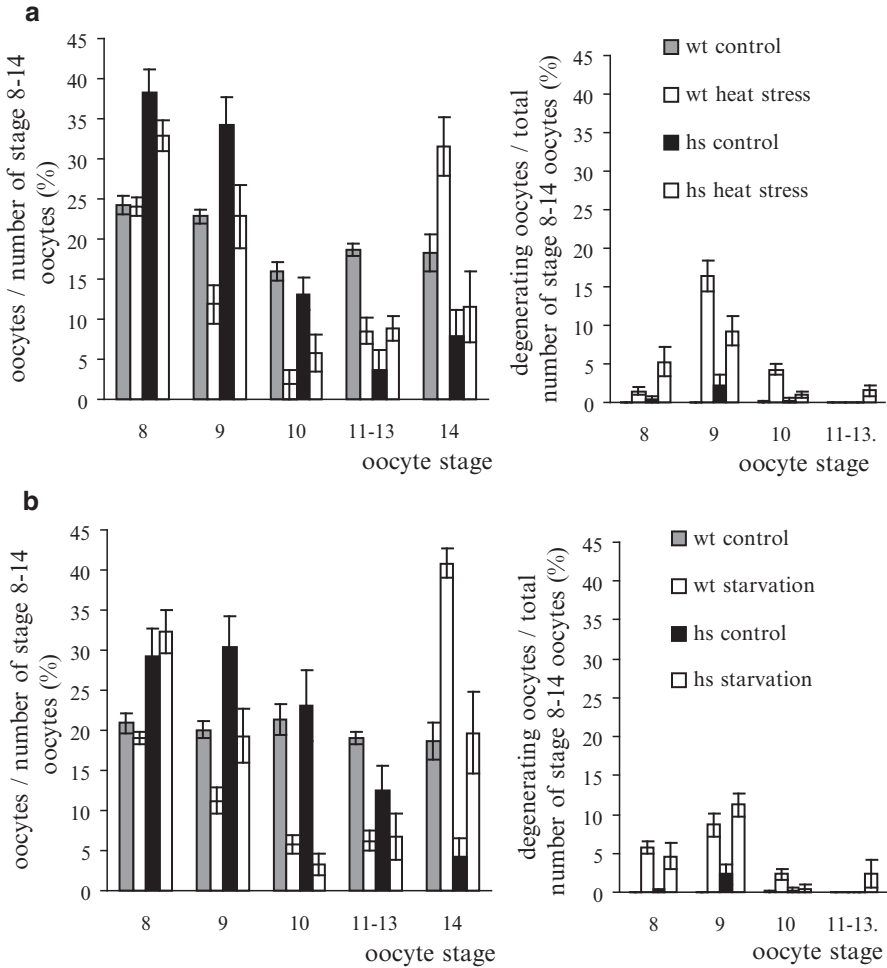 a
oocytes / number of stage 8-14
oocytes (%)
45
40
35
30
25
20
15
10
5
0
8 9 10 11-13 14
oocyte stage
degenerating oocytes / total
number of stage 8-14 oocytes (%)
45
40
35
30
25
20
15
10
5
0
8 9 10 11-13.
oocyte stage
wt control
wt heat stress
hs control
hs heat stress
b
oocytes / number of stage 8-14
oocytes (%)
45
40
35
30
25
20
15
10
5
0
8 9 10 11-13 14
oocyte stage
degenerating oocytes / total
number of stage 8-14 oocytes (%)
45
40
35
30
25
20
15
10
5
0
8 9 10 11-13.
oocyte stage
wt control
wt starvation
hs control
hs starvation